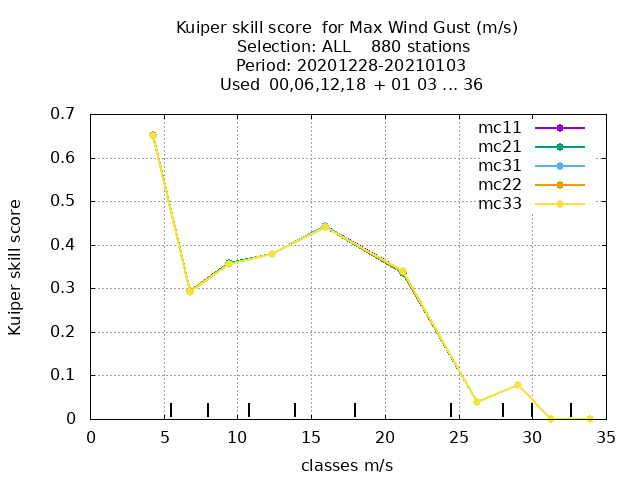 Kuiper skill score  for Max Wind Gust (m/s)
Selection: ALL    880 stations
Period: 20201228-20210103
Used  00,06,12,18  + 01 03 ... 36
Kuiper skill score
0.7
0.6
0.5
0.4
0.3
0.2
0.1
0
mc11
mc21
mc31
mc22
mc33
0 5 10 15 20 25 30 35
classes m/s